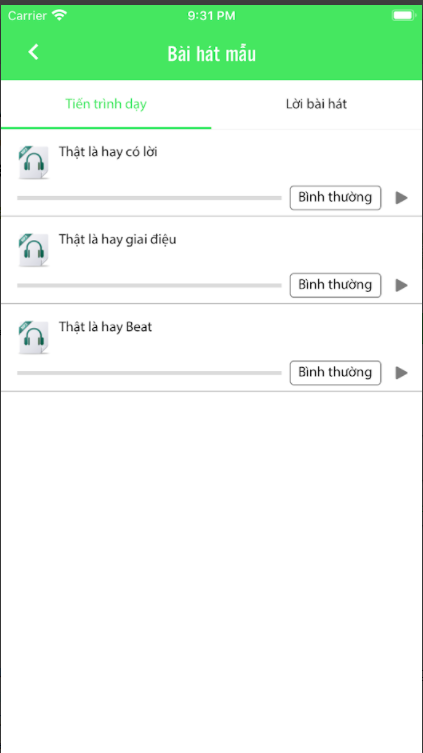 Carrier 9:31 PM
Bài hát mẫu
Tiến trình dạy Lời bài hát
Thật là hay có lời
Bình thường
Thật là hay giai điệu
Bình thường
Thật là hay Beat
Bình thường